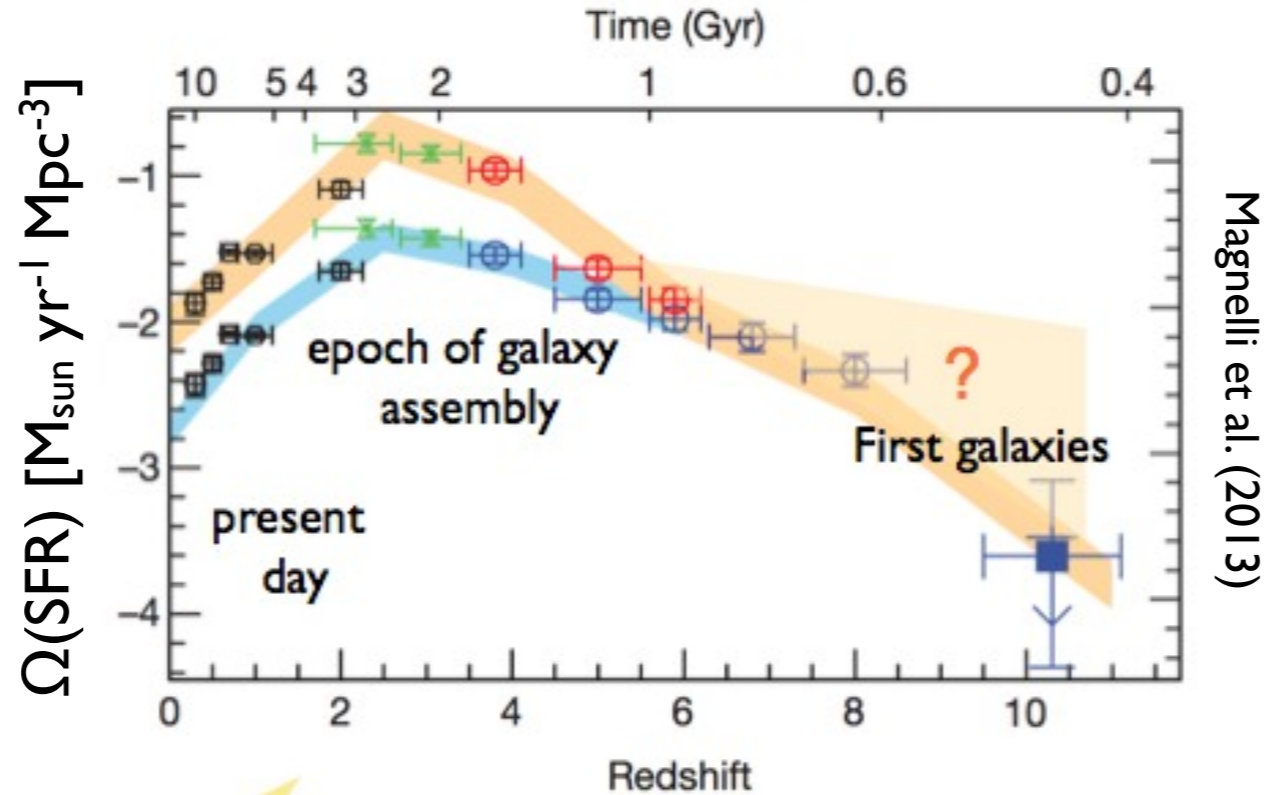 Time (Gyr)
10 5 4 3 2 1 0.6 0.4
Ω(SFR) [Msun yr-1 Mpc-3]
−1
−2
−3
−4
epoch of galaxy
assembly
?
First galaxies
present
day
0 2 4 6 8 10
Redshift
Magnelli et al. (2013)